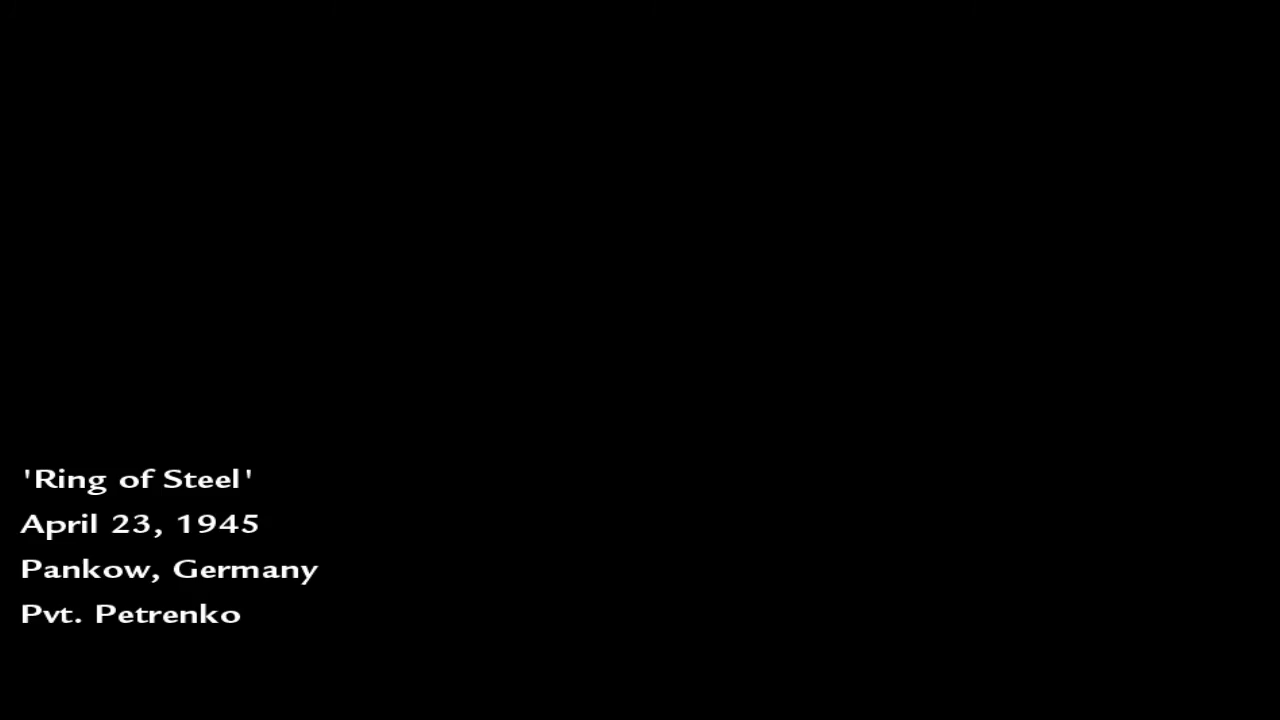 'Ring of Steel'
April 23, 1945
Pankow, Germany
Pvt. Petrenko